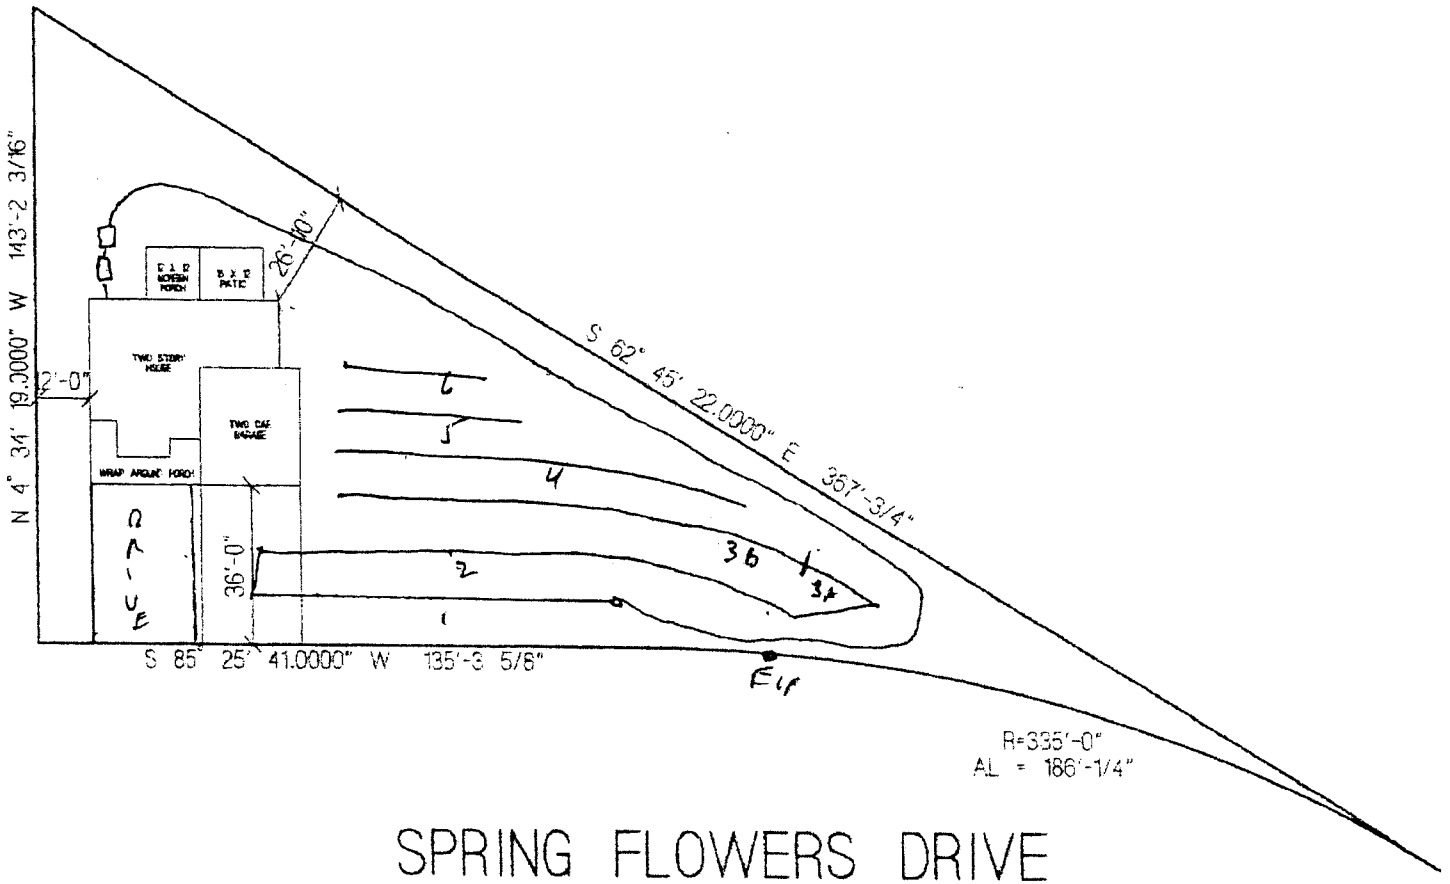 N 4° 34' 19.0000" W 143'-2 3/16"
26'-10"
12 X 12
SCREEN
PORCH
PATIO
TWO STORY
HOUSE
2'-0"
TWO CAR
GARAGE
WRAP AROUND PORCH
S 62° 45' 22.0000" E 367'-3/4"
6
5
4
3B
3A
2
1
DRIVE
36'-0"
S 85° 25' 41.0000" W 135'-3 5/8"
EIP
R=335'-0"
AL = 186'-1/4"
SPRING FLOWERS DRIVE